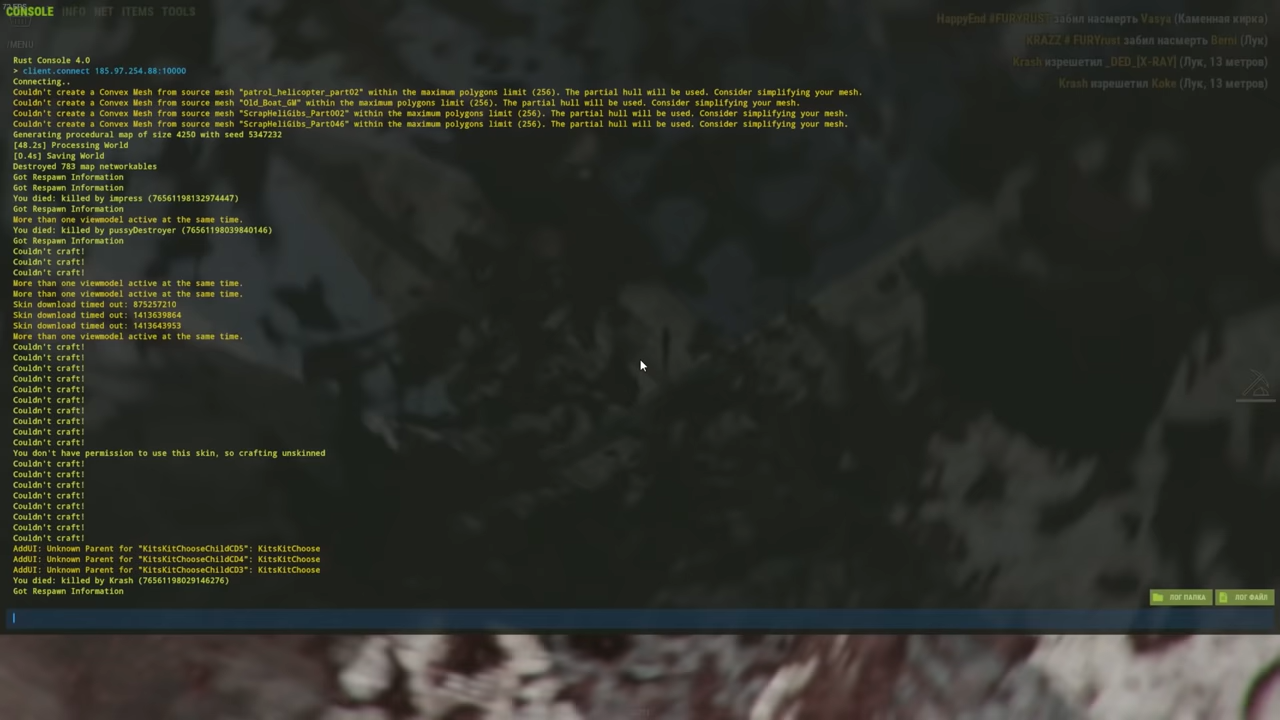 CONSOLE INFO NET ITEMS TOOLS
/MENU
HappyEnd #FURYRUST забил насмерть Vasya (Каменная кирка)
KRAZZ # FURYrust забил насмерть Berni (Лук)
Krash изрешетил _DED_[X-RAY] (Лук, 13 метров)
Krash изрешетил Koke (Лук, 13 метров)
Rust Console 4.0
> client.connect 185.97.254.88:10000
Connecting..
Couldn't create a Convex Mesh from source mesh "patrol_helicopter_part02" within the maximum polygons limit (256). The partial hull will be used. Consider simplifying your mesh.
Couldn't create a Convex Mesh from source mesh "Old_Boat_GM" within the maximum polygons limit (256). The partial hull will be used. Consider simplifying your mesh.
Couldn't create a Convex Mesh from source mesh "ScrapHeliGibs_Part002" within the maximum polygons limit (256). The partial hull will be used. Consider simplifying your mesh.
Couldn't create a Convex Mesh from source mesh "ScrapHeliGibs_Part046" within the maximum polygons limit (256). The partial hull will be used. Consider simplifying your mesh.
Generating procedural map of size 4250 with seed 5347232
[48.2s] Processing World
[0.4s] Saving World
Destroyed 783 map networkables
Got Respawn Information
Got Respawn Information
You died: killed by impress (76561198132974447)
Got Respawn Information
More than one viewmodel active at the same time.
You died: killed by pussyDestroyer (76561198039840146)
Got Respawn Information
Couldn't craft!
Couldn't craft!
Couldn't craft!
More than one viewmodel active at the same time.
More than one viewmodel active at the same time.
Skin download timed out: 875257210
Skin download timed out: 1413639864
Skin download timed out: 1413643953
More than one viewmodel active at the same time.
Couldn't craft!
Couldn't craft!
Couldn't craft!
Couldn't craft!
Couldn't craft!
Couldn't craft!
Couldn't craft!
Couldn't craft!
Couldn't craft!
Couldn't craft!
You don't have permission to use this skin, so crafting unskinned
Couldn't craft!
Couldn't craft!
Couldn't craft!
Couldn't craft!
Couldn't craft!
Couldn't craft!
Couldn't craft!
Couldn't craft!
AddUI: Unknown Parent for "KitsKitChooseChildCD5": KitsKitChoose
AddUI: Unknown Parent for "KitsKitChooseChildCD4": KitsKitChoose
AddUI: Unknown Parent for "KitsKitChooseChildCD3": KitsKitChoose
You died: killed by Krash (76561198029146276)
Got Respawn Information
ЛОГ ПАПКА ЛОГ ФАЙЛ